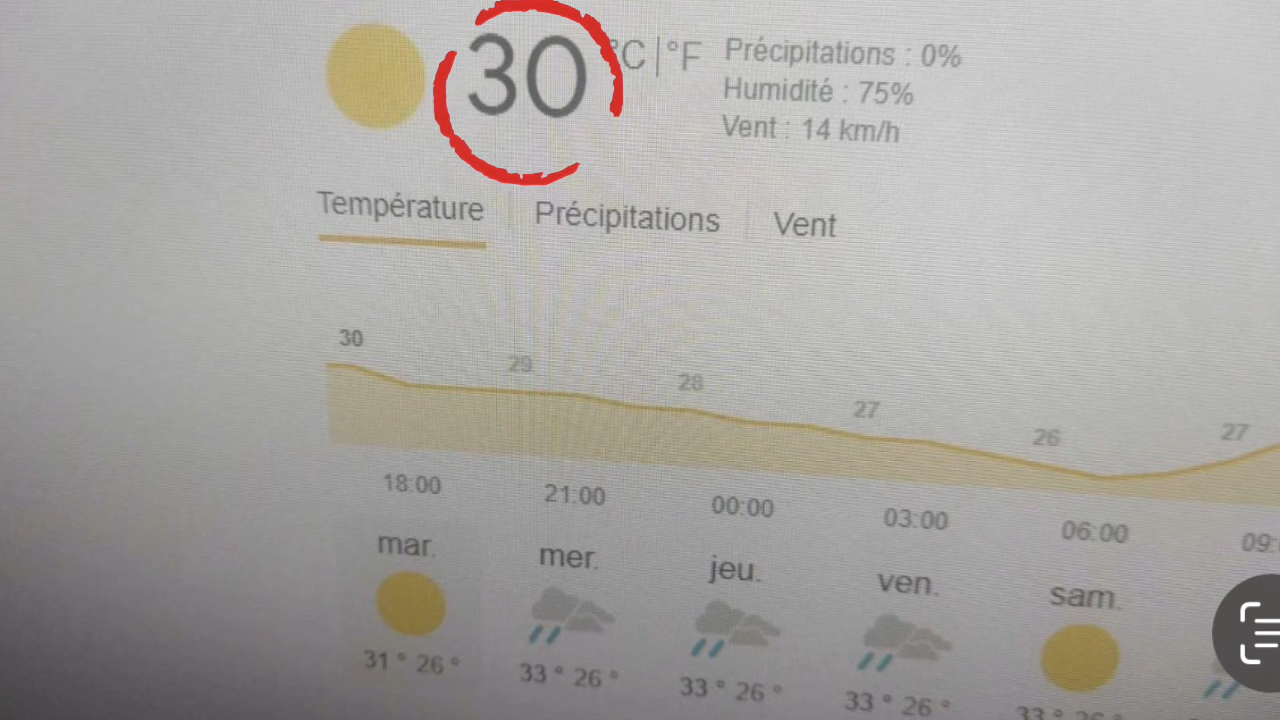 30 °C | °F
Précipitations : 0%
Humidité : 75%
Vent : 14 km/h
Température Précipitations Vent
30 29 28 27 26 27
18:00 21:00 00:00 03:00 06:00
mar. mer. jeu. ven. sam.
31° 26° 33° 26° 33° 26° 33° 26° 33° 26°